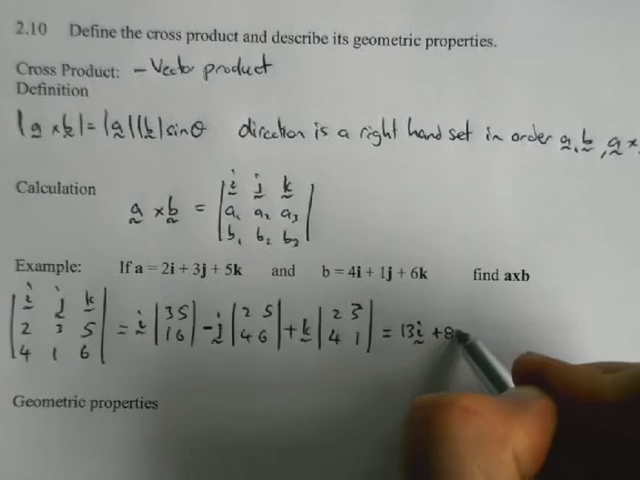 2.10 Define the cross product and describe its geometric properties.
Cross Product: - Vector product
Definition
|a × b| = |a||b| sinθ direction is a right hand set in order a, b, a ×
Calculation
a × b = | i j k |
| a₁ a₂ a₃ |
| b₁ b₂ b₃ |
Example: If a = 2i + 3j + 5k and b = 4i + 1j + 6k find axb
| i j k |
| 2 3 5 | = i | 3 5 | - j | 2 5 | + k | 2 3 | = 13i + 8
| 4 1 6 | | 1 6 | | 4 6 | | 4 1 |
Geometric properties